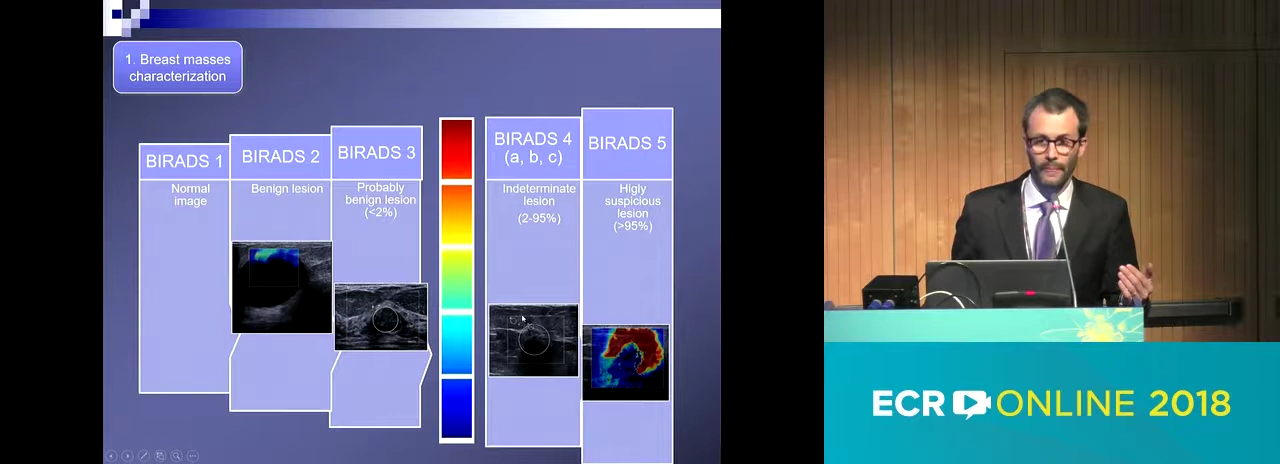 1. Breast masses
characterization
BIRADS 1
Normal
image
BIRADS 2
Benign lesion
BIRADS 3
Probably
benign lesion
(<2%)
BIRADS 4
(a, b, c)
Indeterminate
lesion
(2-95%)
BIRADS 5
Higly
suspicious
lesion
(>95%)
ECR ONLINE 2018